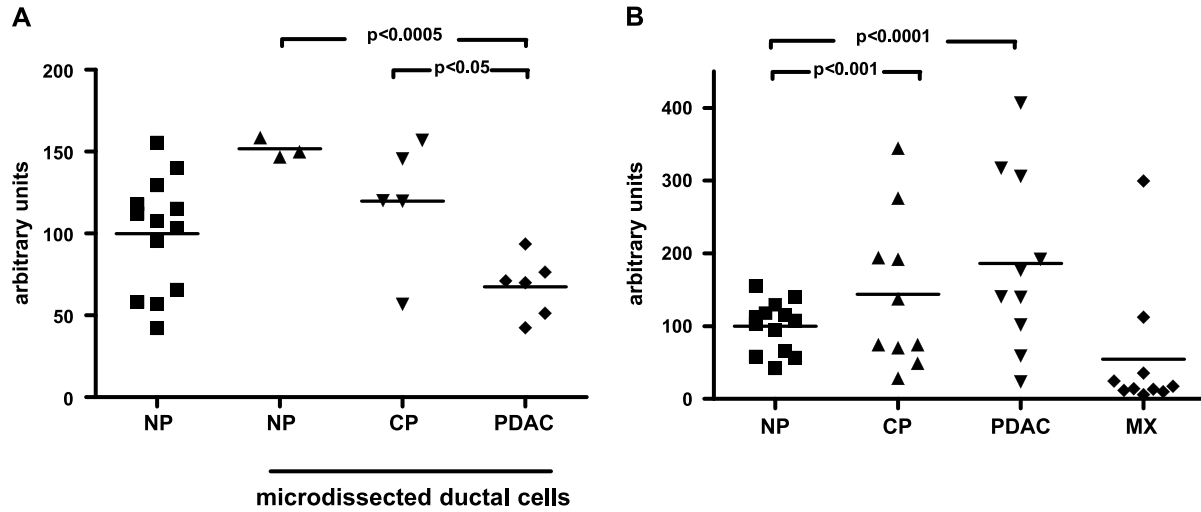 A
p<0.0005
p<0.05
200
150
100
50
0
arbitrary units
NP NP CP PDAC
microdissected ductal cells
B
p<0.0001
p<0.001
400
300
200
100
0
arbitrary units
NP CP PDAC MX